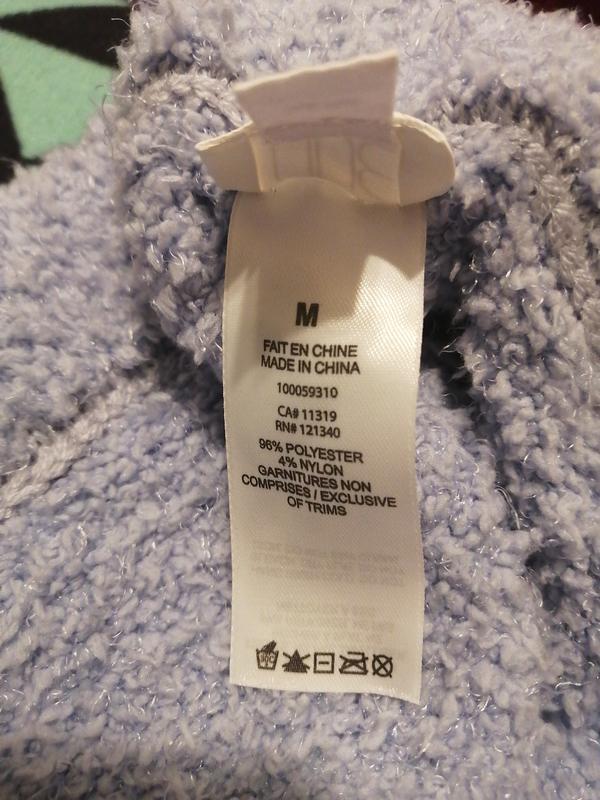 M
FAIT EN CHINE
MADE IN CHINA
100059310
CA# 11319
RN# 121340
96% POLYESTER
4% NYLON
GARNITURES NON
COMPRISES / EXCLUSIVE
OF TRIMS